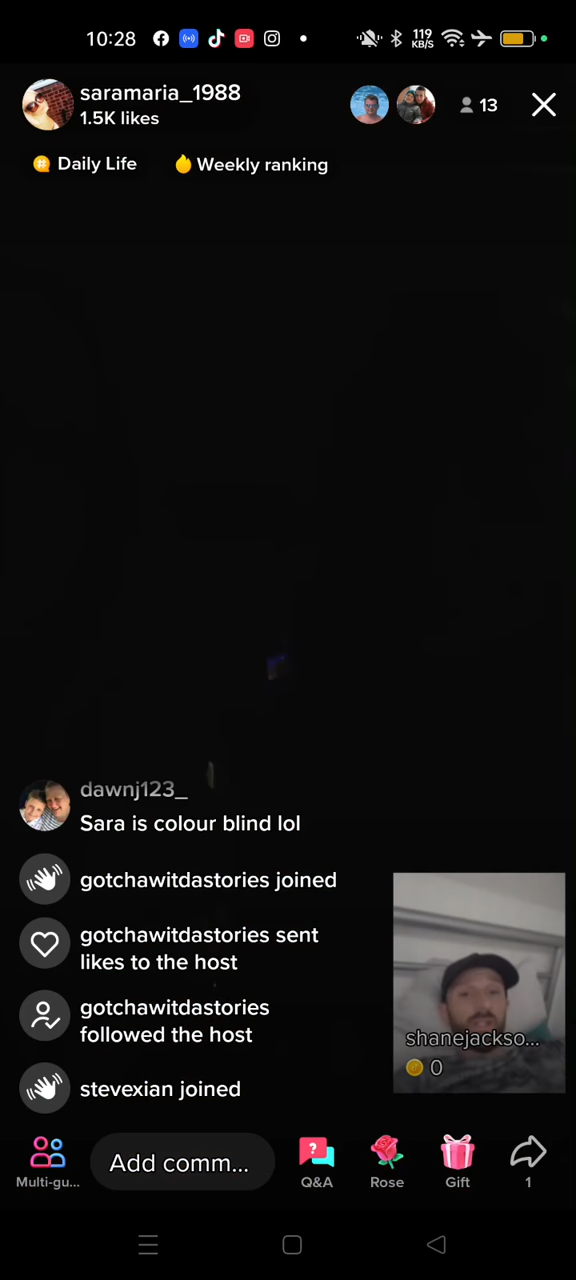 10:28
119
KB/S
saramaria_1988
1.5K likes
13
Daily Life
Weekly ranking
dawnj123_
Sara is colour blind lol
gotchawitdastories joined
gotchawitdastories sent
likes to the host
gotchawitdastories
followed the host
stevexian joined
shanejackso...
0
Multi-gu...
Add comm...
Q&A
Rose
Gift
1